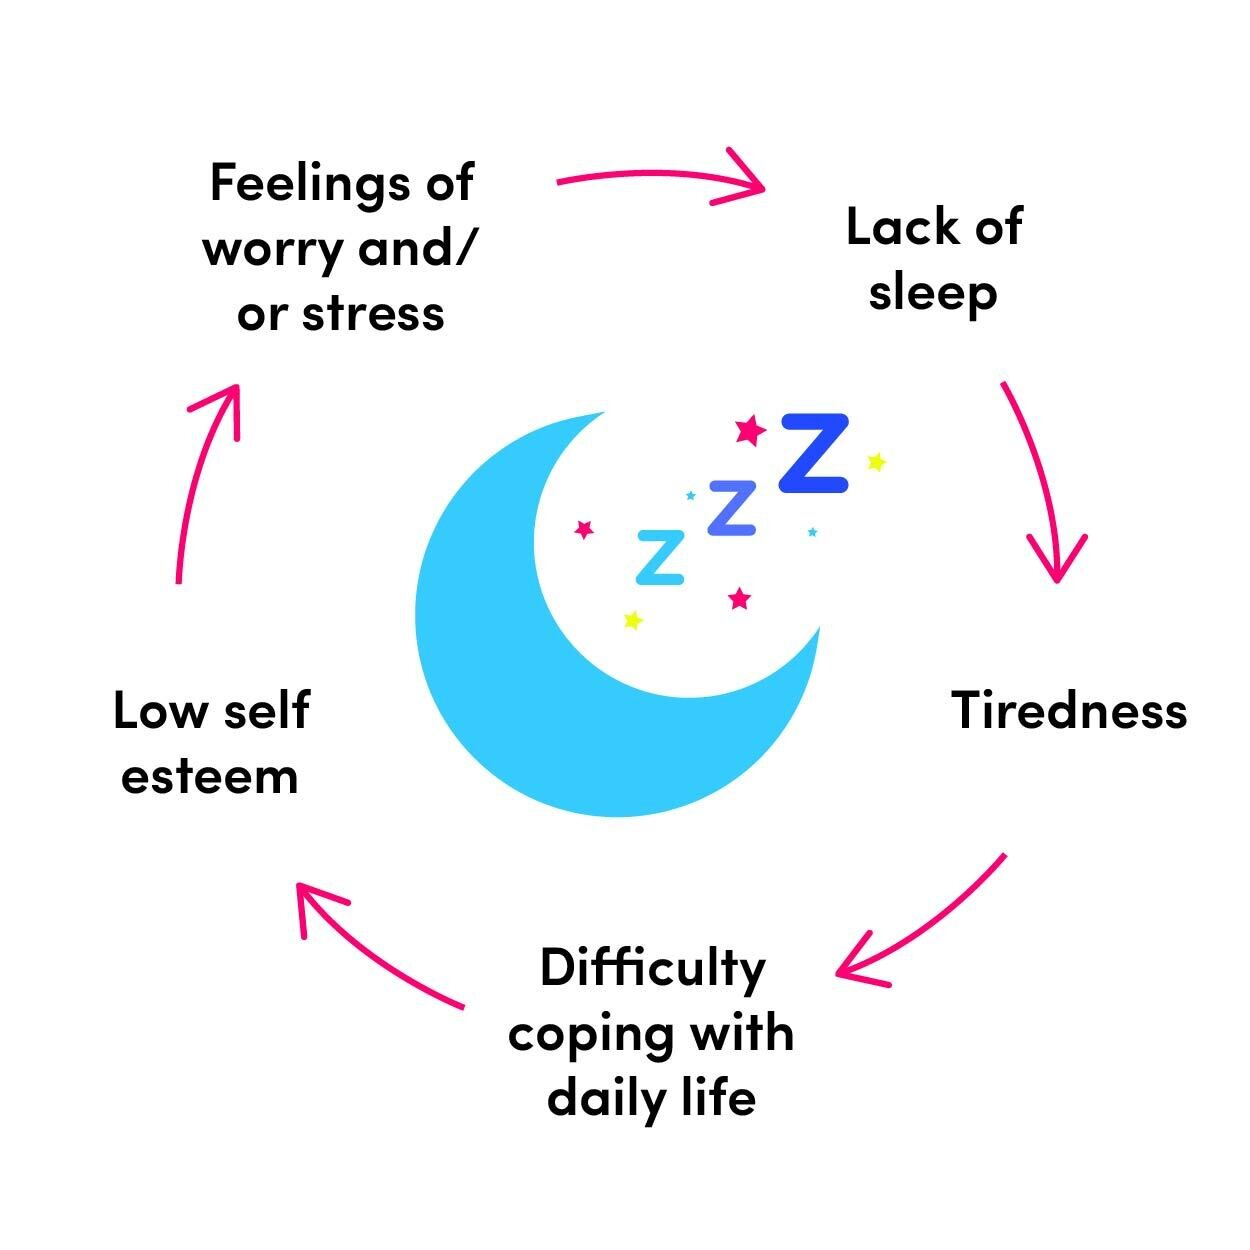 Feelings of
worry and/
or stress
Lack of
sleep
z
z
z
Tiredness
Difficulty
coping with
daily life
Low self
esteem